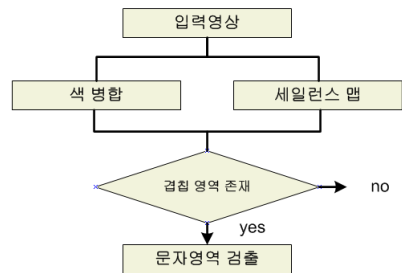 입력영상
색 병합
세일런스 맵
겹칩 영역 존재
no
yes
문자영역 검출